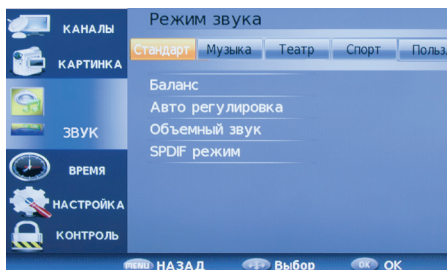 Режим звука
КАНАЛЫ
КАРТИНКА
ЗВУК
ВРЕМЯ
НАСТРОЙКА
КОНТРОЛЬ
Стандарт Музыка Театр Спорт Польз.
Баланс
Авто регулировка
Объемный звук
SPDIF режим
MENU НАЗАД Выбор OK OK